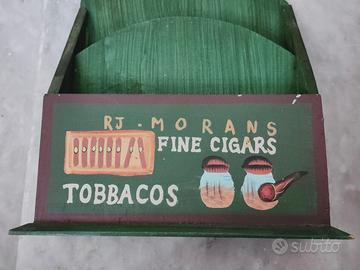 RJ - MORANS
FINE CIGARS
TOBBACOS
subito